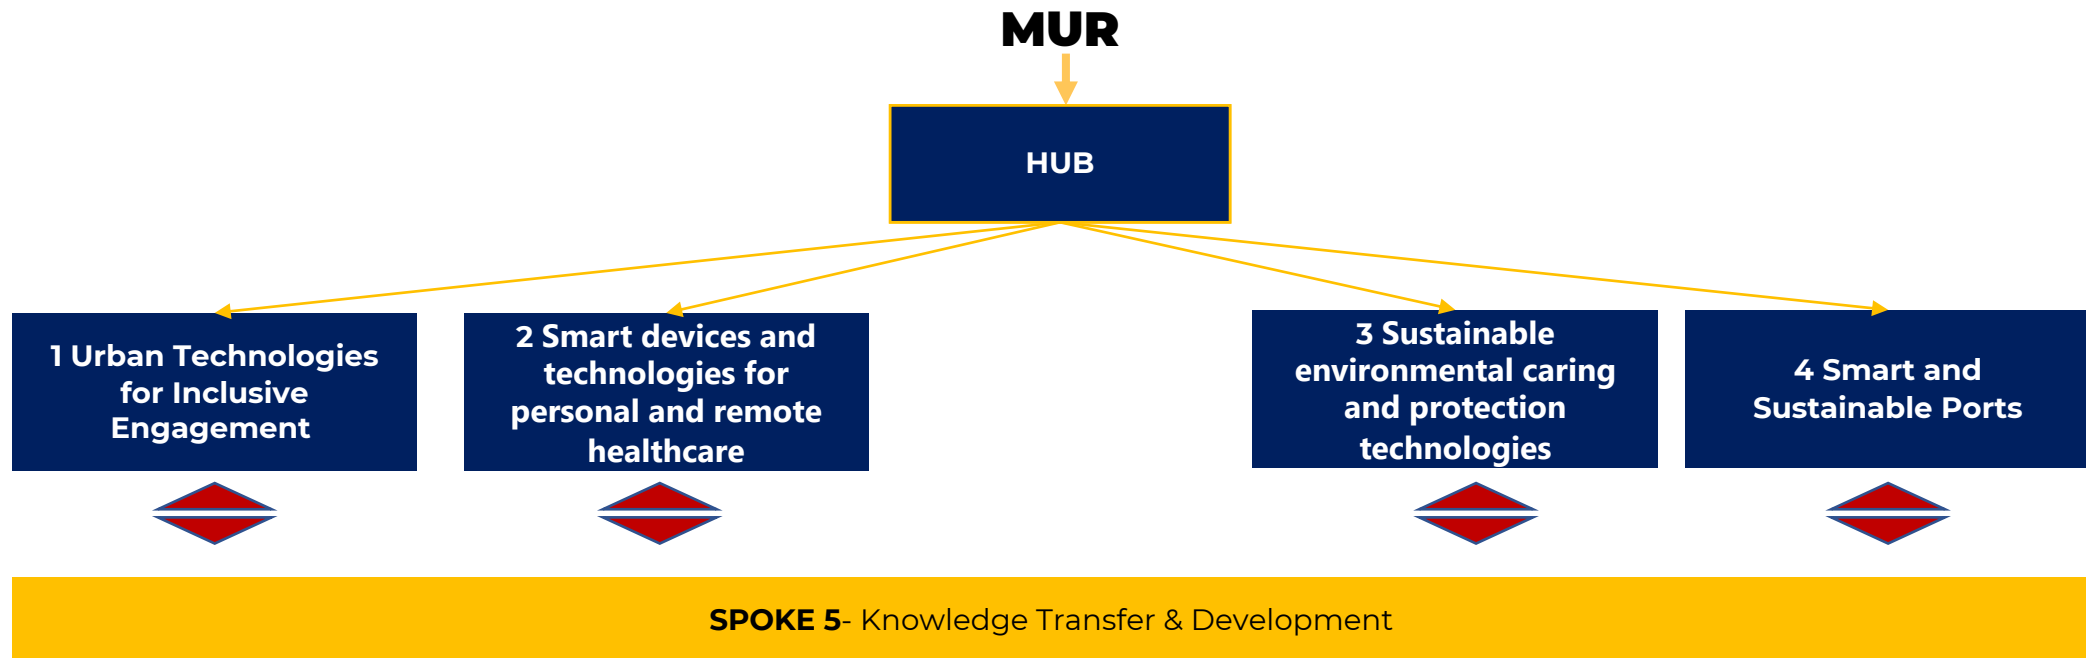 MUR
HUB
1 Urban Technologies
for Inclusive
Engagement
2 Smart devices and
technologies for
personal and remote
healthcare
3 Sustainable
environmental caring
and protection
technologies
4 Smart and
Sustainable Ports
SPOKE 5- Knowledge Transfer & Development